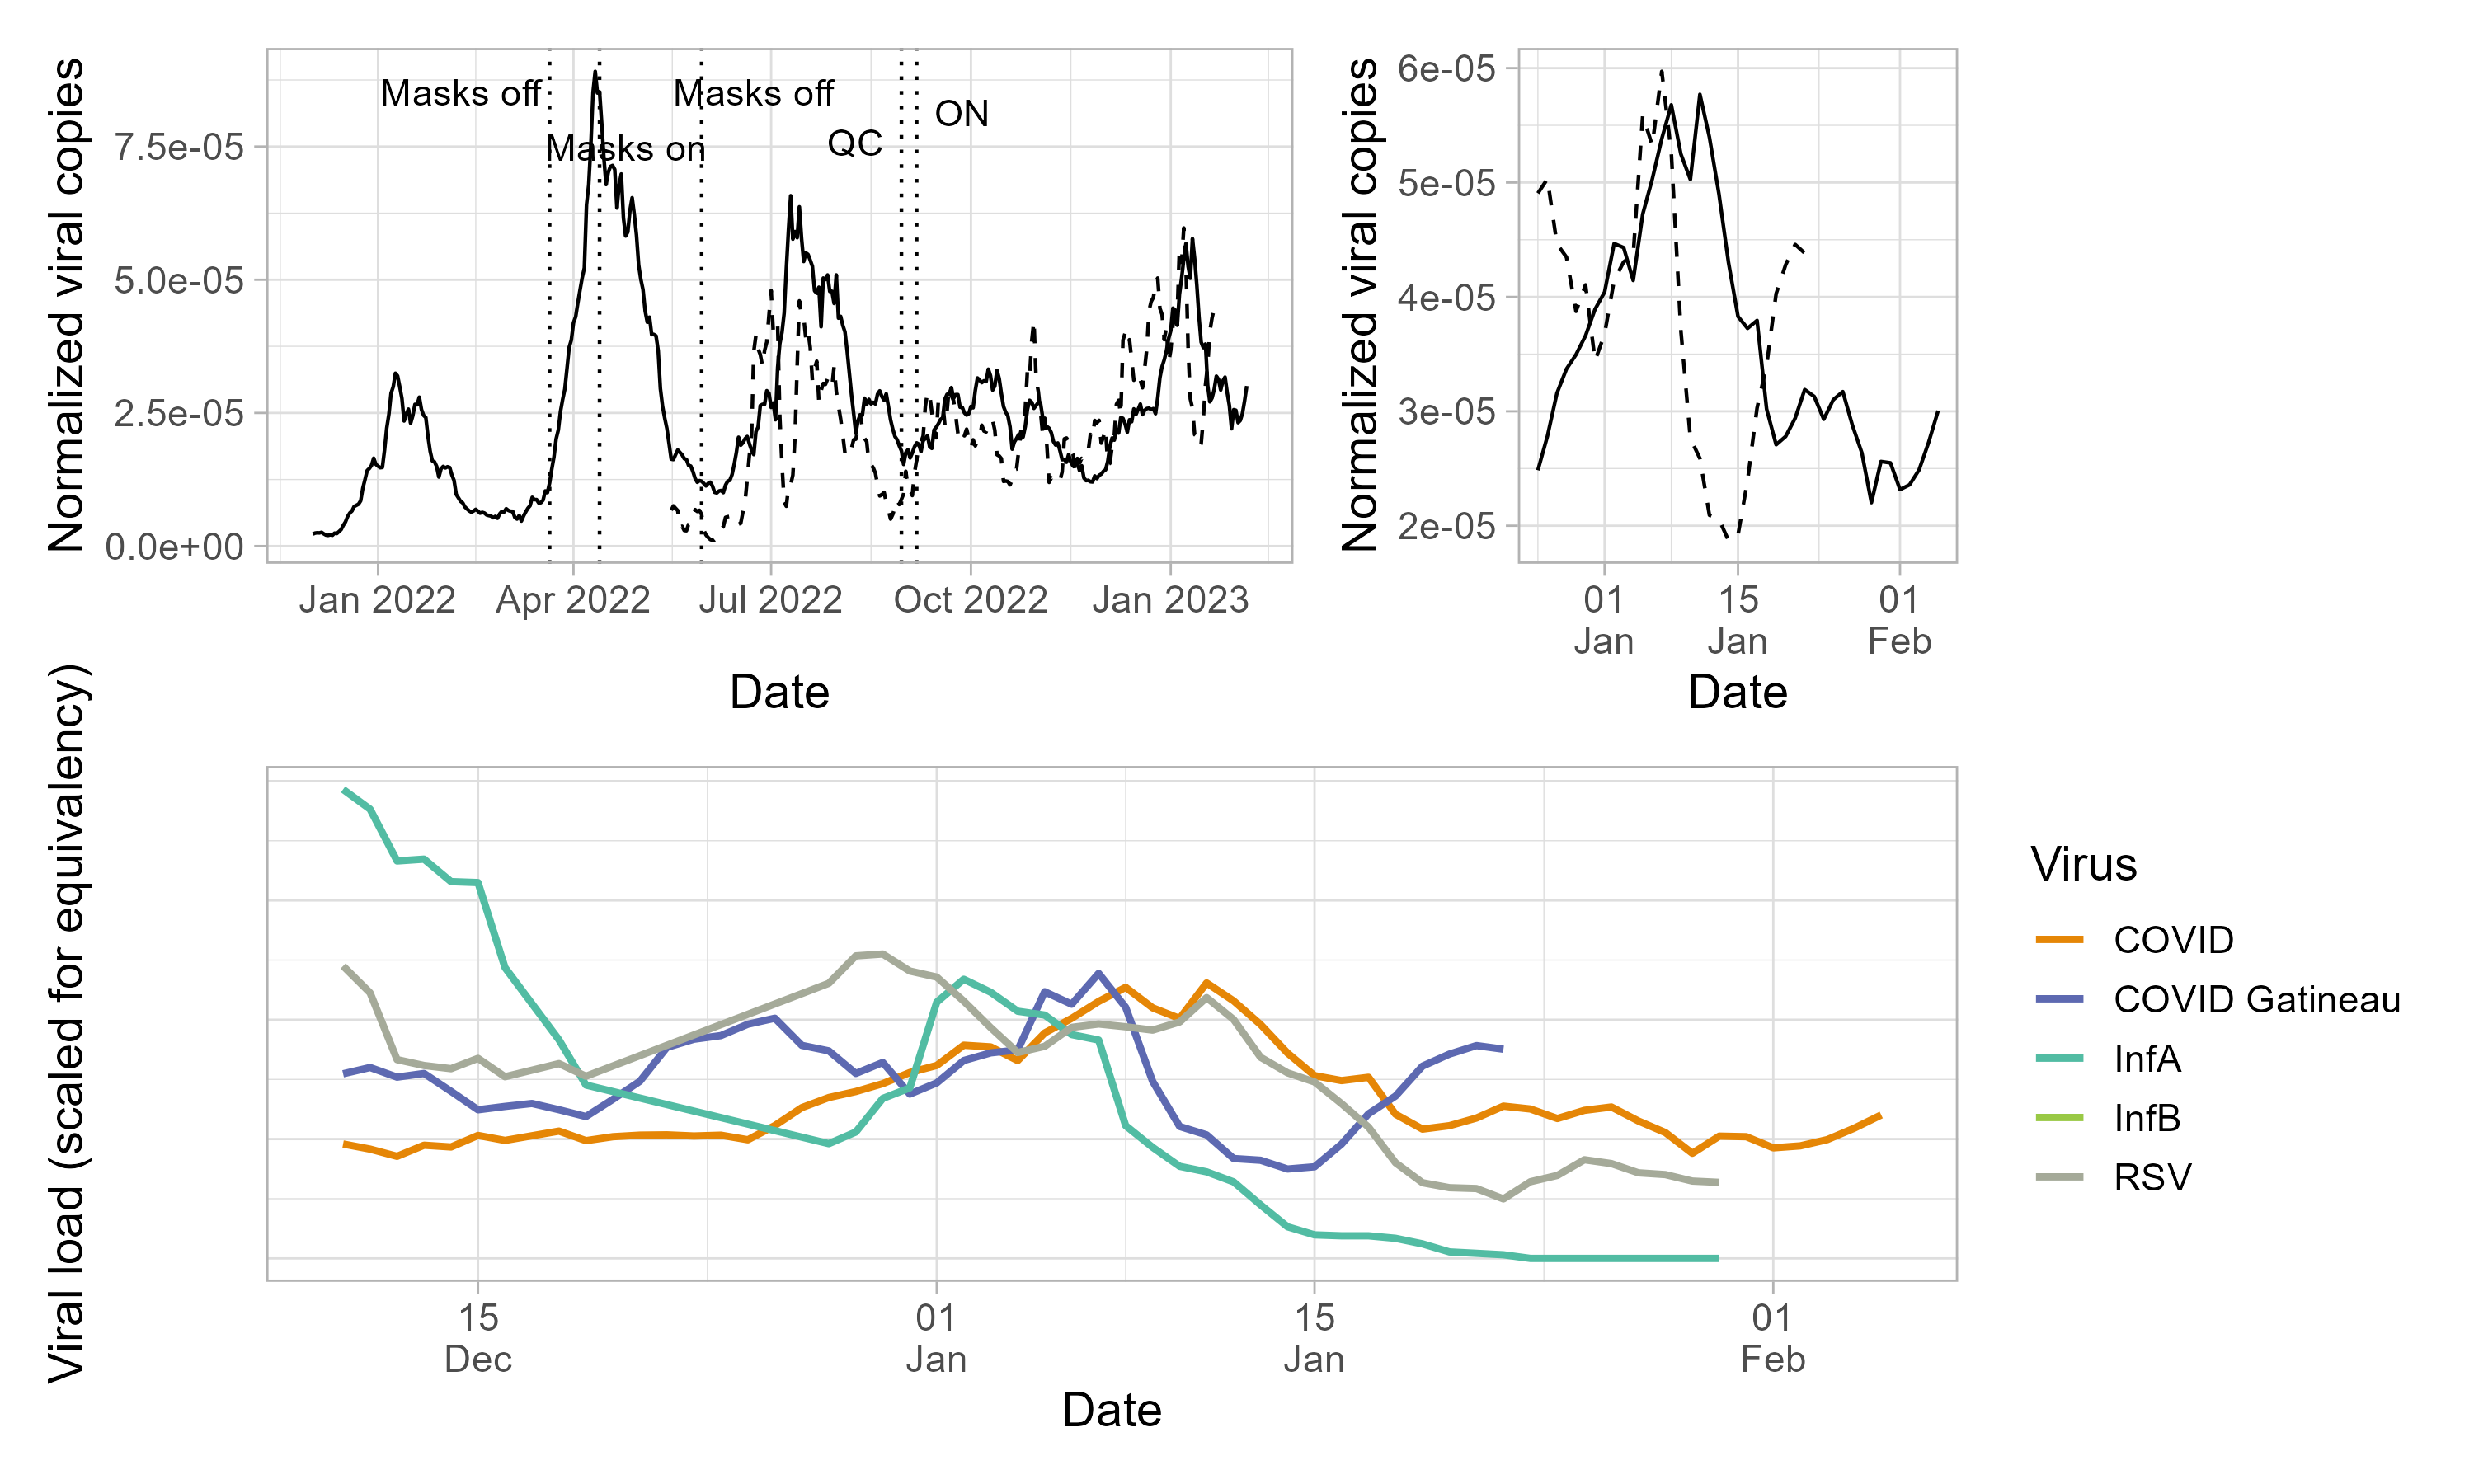 Normalized viral copies
7.5e-05
5.0e-05
2.5e-05
0.0e+00
Masks off
Masks on
Masks off
QC
ON
Jan 2022
Apr 2022
Jul 2022
Oct 2022
Jan 2023
Date
Normalized viral copies
6e-05
5e-05
4e-05
3e-05
2e-05
01
Jan
15
Jan
01
Feb
Date
Viral load (scaled for equivalency)
15
Dec
01
Jan
15
Jan
01
Feb
Date
Virus
COVID
COVID Gatineau
InfA
InfB
RSV